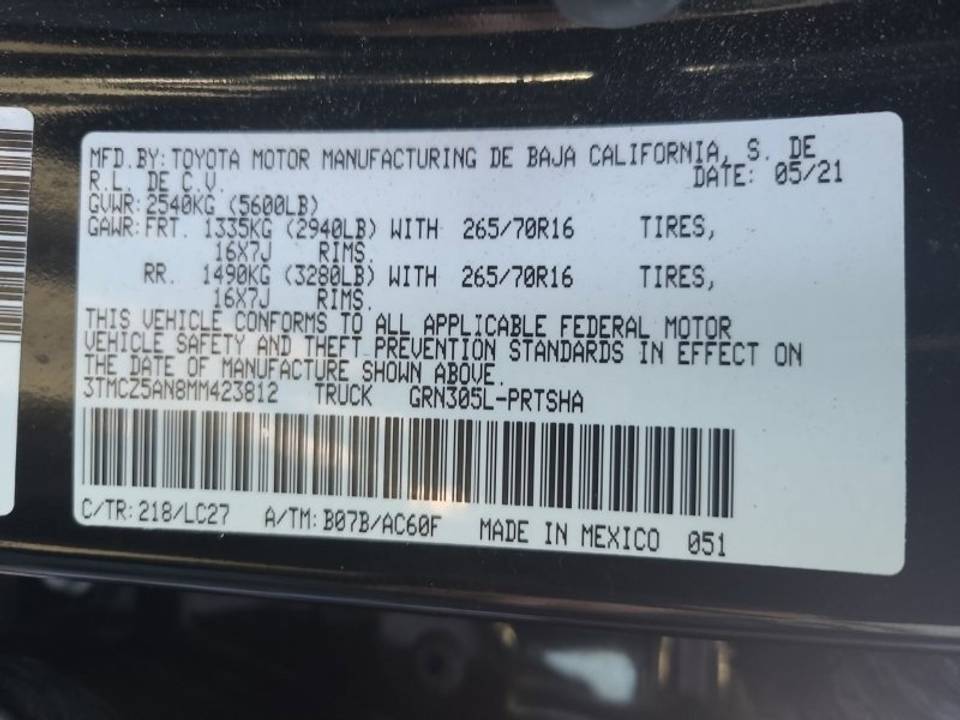 MFD. BY: TOYOTA MOTOR MANUFACTURING DE BAJA CALIFORNIA, S. DE
R.L. DE C.V. DATE: 05/21
GVWR: 2540KG (5600LB)
GAWR: FRT. 1335KG (2940LB) WITH 265/70R16 TIRES,
16X7J RIMS.
RR. 1490KG (3280LB) WITH 265/70R16 TIRES,
16X7J RIMS.
THIS VEHICLE CONFORMS TO ALL APPLICABLE FEDERAL MOTOR
VEHICLE SAFETY AND THEFT PREVENTION STANDARDS IN EFFECT ON
THE DATE OF MANUFACTURE SHOWN ABOVE.
3TMCZ5AN8MM423812 TRUCK GRN305L-PRTSHA
C/TR: 218/LC27 A/TM: B07B/AC60F MADE IN MEXICO 051